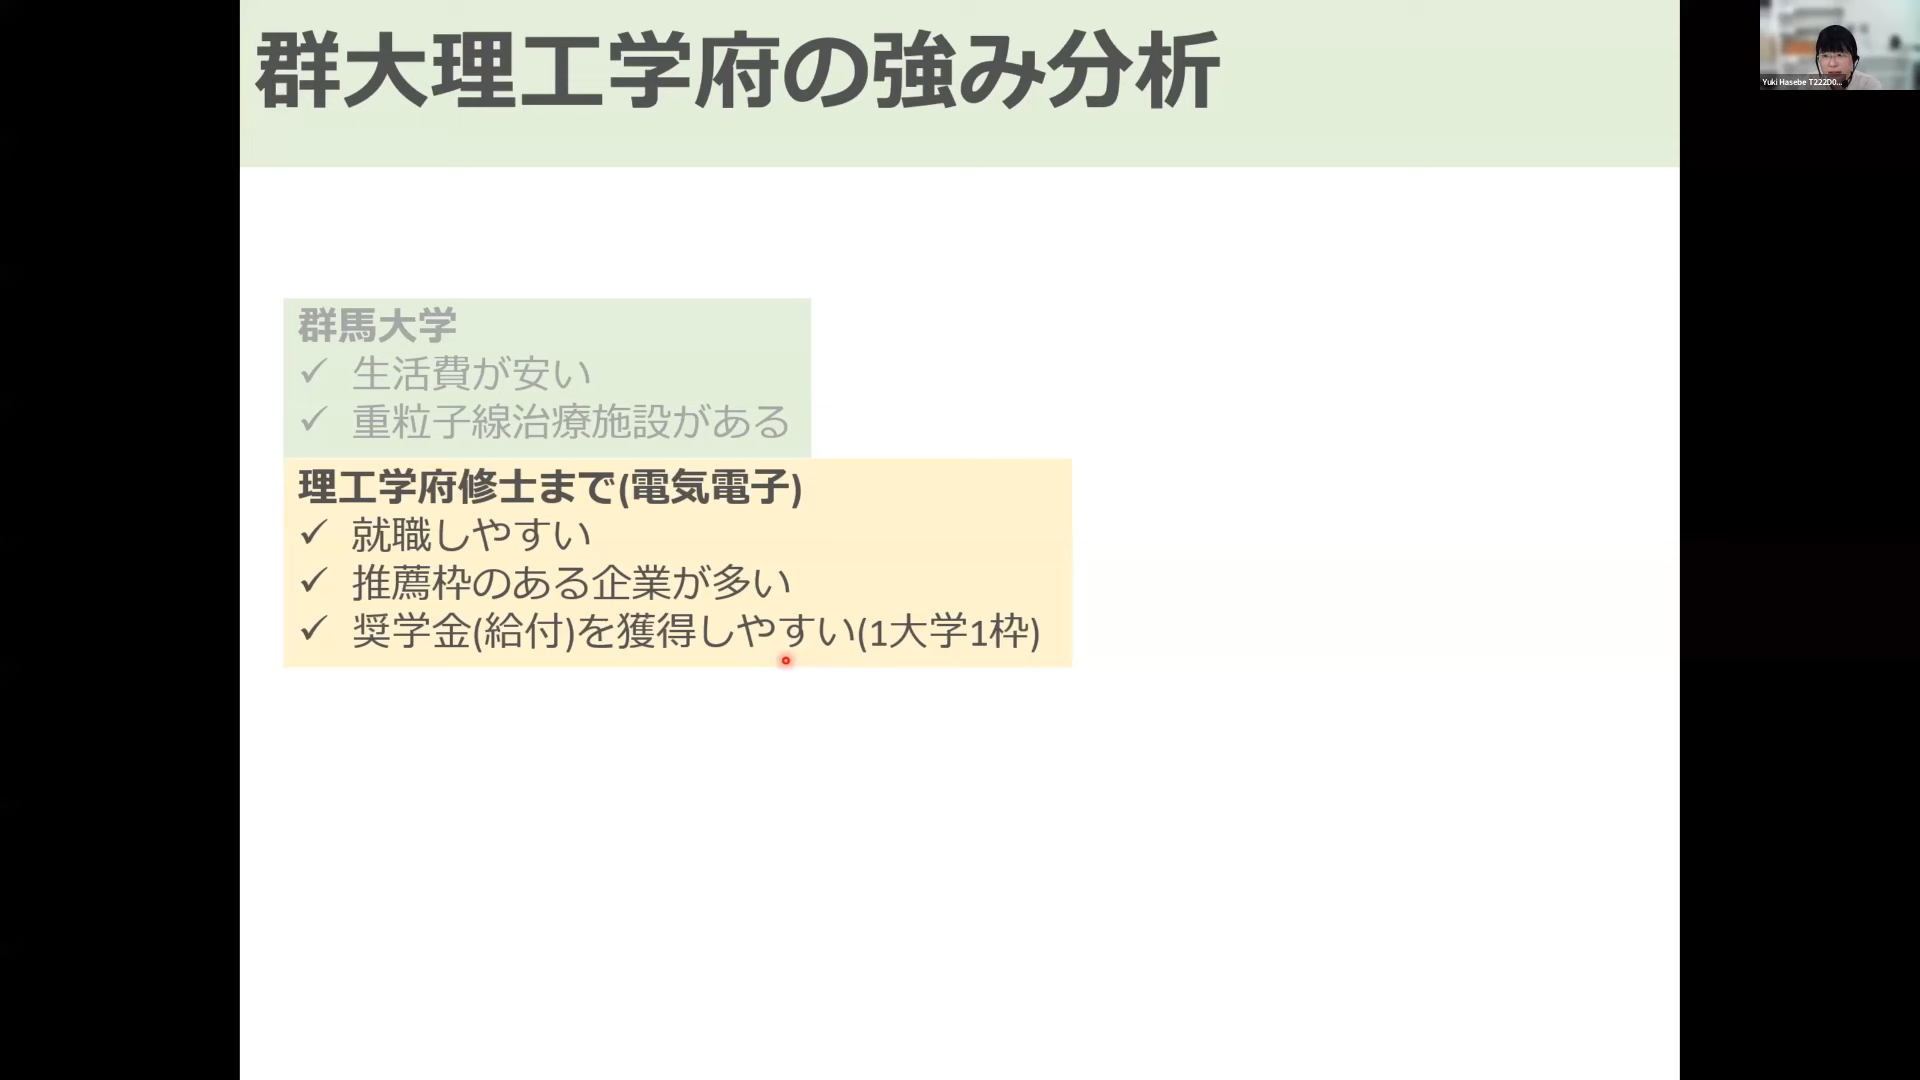 群大理工学府の強み分析
Yuki Hasebe T222D0...
群馬大学
✓ 生活費が安い
✓ 重粒子線治療施設がある
理工学府修士まで(電気電子)
✓ 就職しやすい
✓ 推薦枠のある企業が多い
✓ 奨学金(給付)を獲得しやすい(1大学1枠)